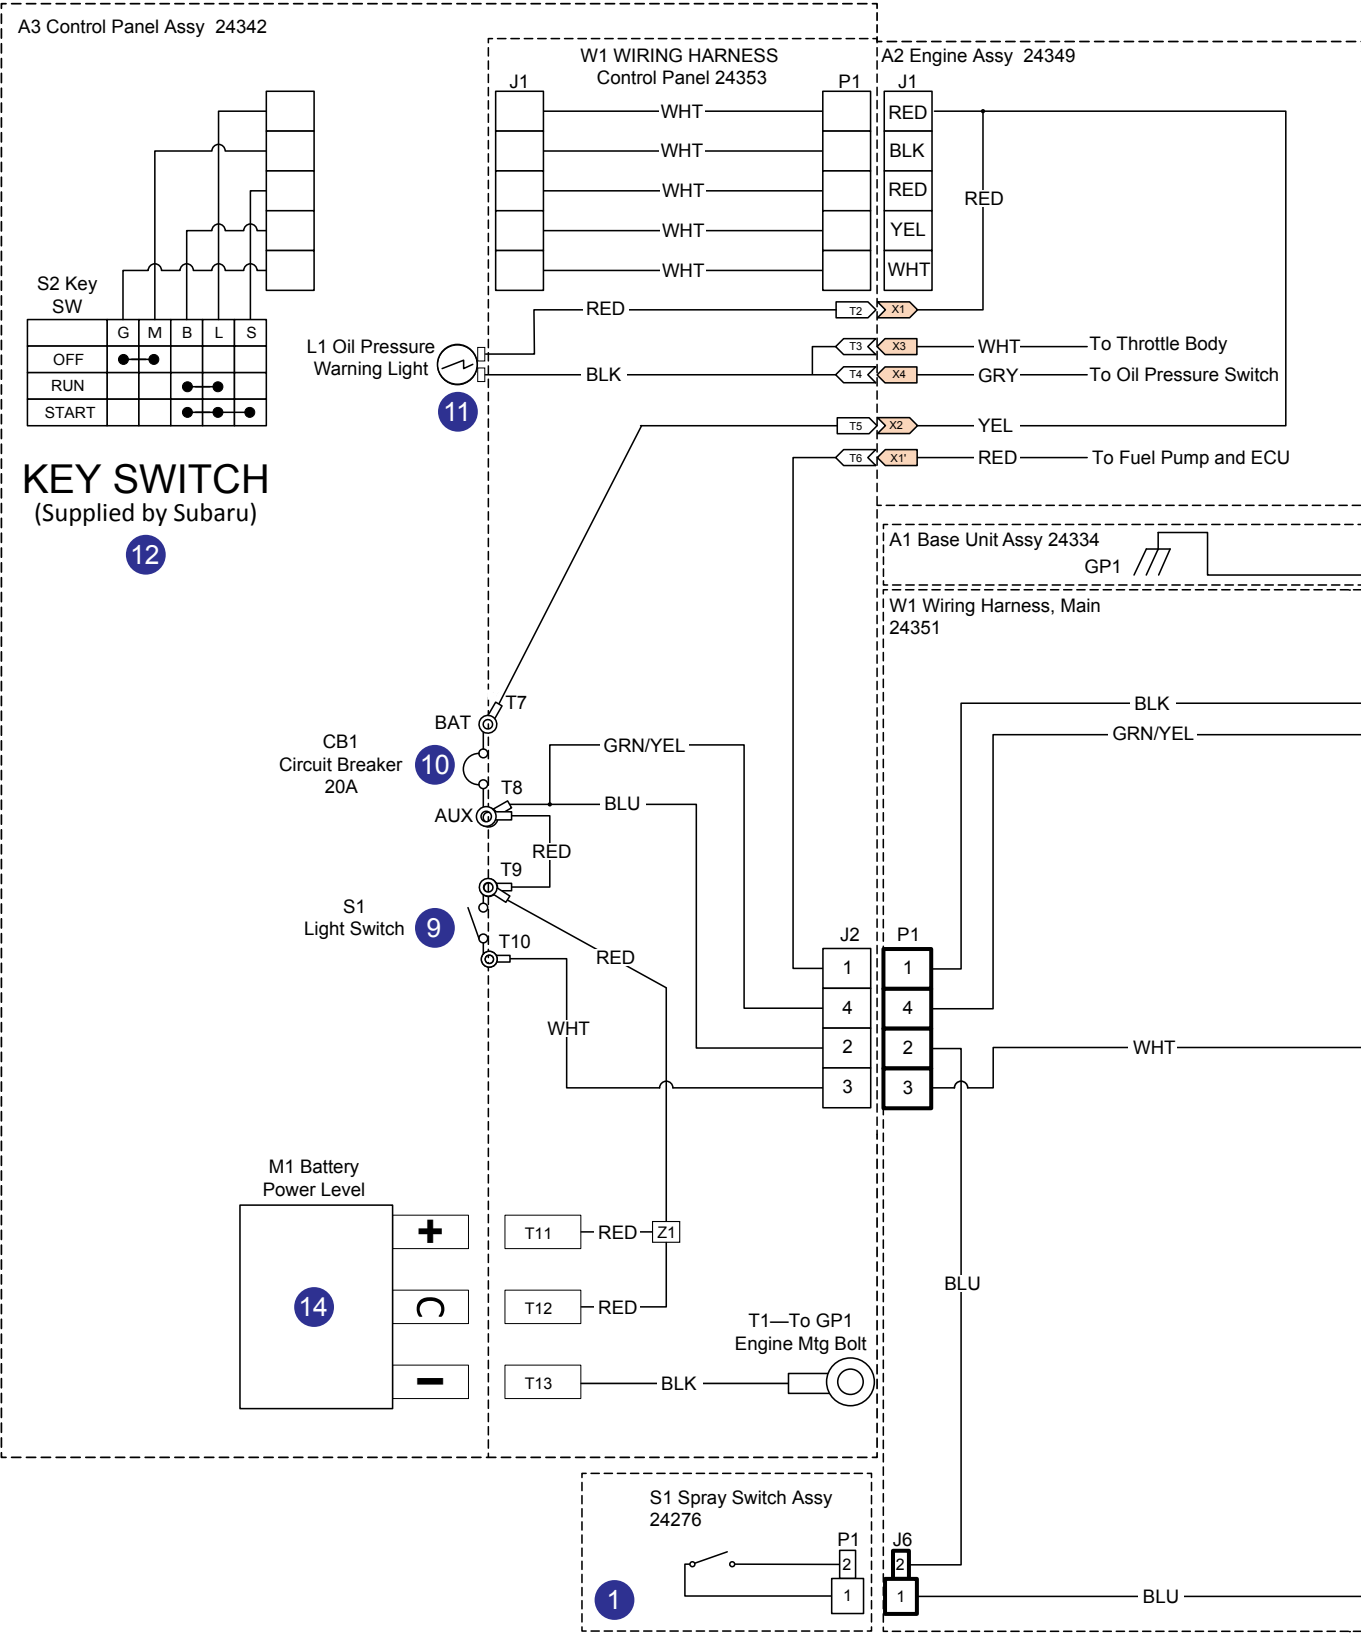 A3 Control Panel Assy 24342
W1 WIRING HARNESS
Control Panel 24353
A2 Engine Assy 24349
J1
P1
J1
WHT
RED
WHT
BLK
WHT
RED
RED
WHT
YEL
WHT
WHT
S2 Key
SW
G M B L S
OFF
RUN
START
RED
T2
X1
L1 Oil Pressure
Warning Light
11
BLK
T3
X3
WHT
To Throttle Body
T4
X4
GRY
To Oil Pressure Switch
T5
X2
YEL
T6
X1'
RED
To Fuel Pump and ECU
KEY SWITCH
(Supplied by Subaru)
12
A1 Base Unit Assy 24334
GP1
W1 Wiring Harness, Main
24351
BLK
GRN/YEL
T7
BAT
CB1
Circuit Breaker
20A
10
GRN/YEL
T8
BLU
AUX
RED
T9
S1
Light Switch
9
T10
RED
WHT
J2
P1
1
1
4
4
2
2
WHT
3
3
M1 Battery
Power Level
+
T11
RED
Z1
14
C
T12
RED
BLU
T1—To GP1
Engine Mtg Bolt
−
T13
BLK
S1 Spray Switch Assy
24276
P1
J6
2
2
1
1
1
BLU